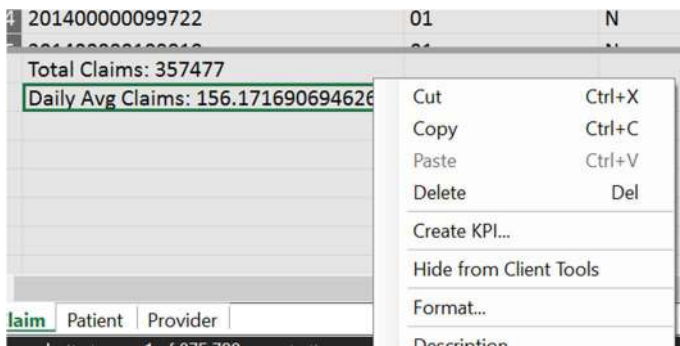 201400000099722 01 N
Total Claims: 357477
Daily Avg Claims: 156.171690694626
Cut Ctrl+X
Copy Ctrl+C
Paste Ctrl+V
Delete Del
Create KPI...
Hide from Client Tools
Format...
Description
laim Patient Provider